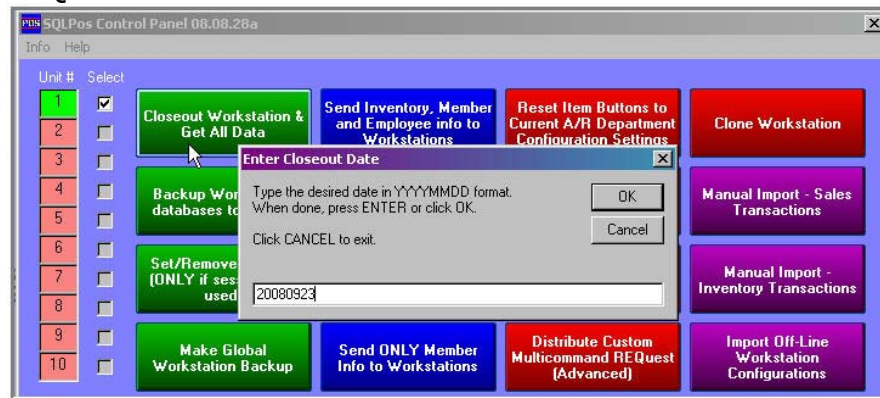 POS SQLPos Control Panel 08.08.28a
Info Help
Unit # Select
1
2
3
4
5
6
7
8
9
10
Closeout Workstation &
Get All Data
Send Inventory, Member
and Employee info to
Workstations
Reset Item Buttons to
Current A/R Department
Configuration Settings
Clone Workstation
Enter Closeout Date
Type the desired date in YYYYMMDD format.
When done, press ENTER or click OK.
Click CANCEL to exit.
OK
Cancel
20080923
Backup Wor
databases to
Manual Import - Sales
Transactions
Set/Remove
(ONLY if ses
used
Manual Import -
Inventory Transactions
Make Global
Workstation Backup
Send ONLY Member
Info to Workstations
Distribute Custom
Multicommand REQuest
(Advanced)
Import Off-Line
Workstation
Configurations